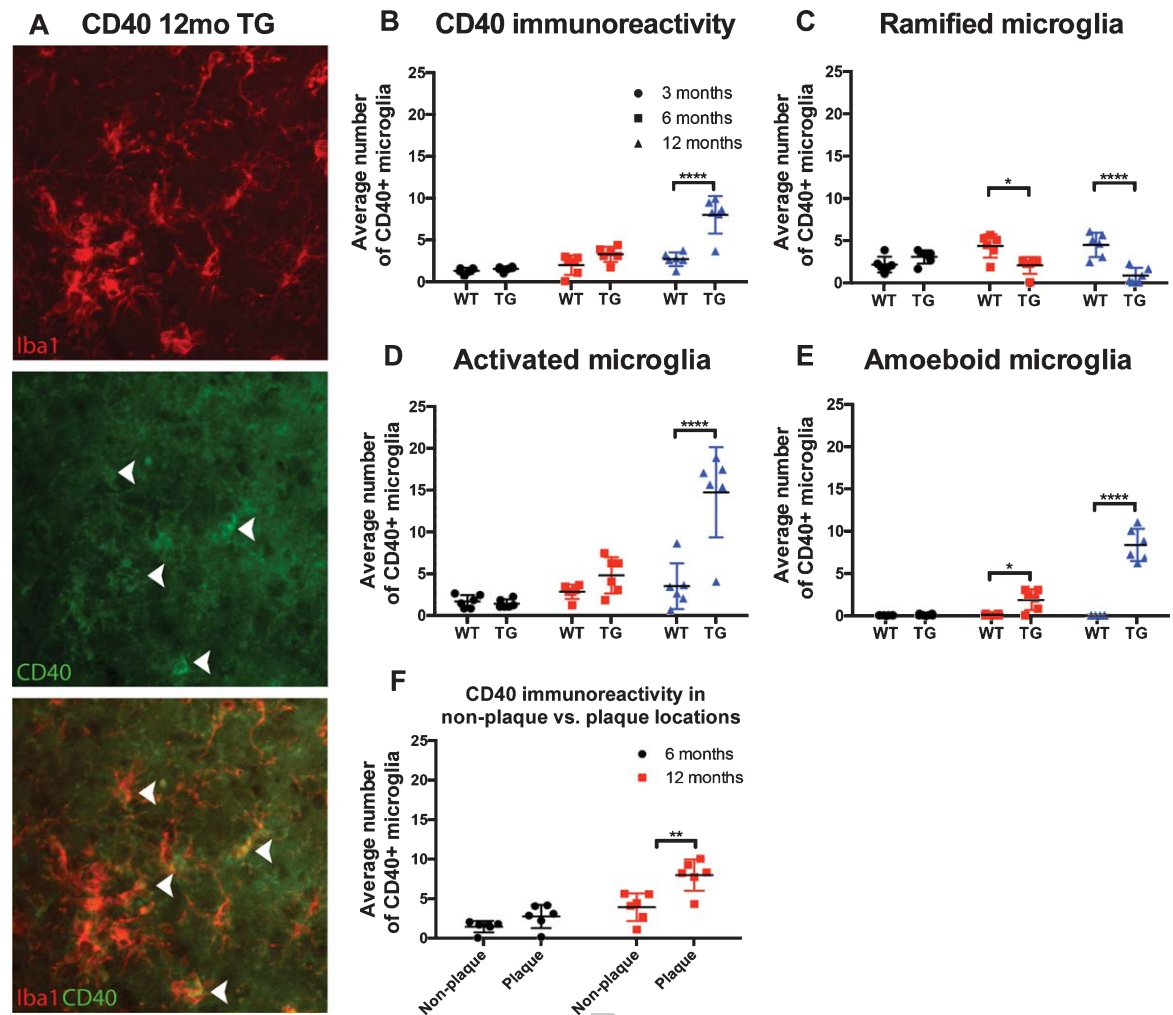 A CD40 12mo TG
Iba1
CD40
Iba1 CD40
B CD40 immunoreactivity
Average number
of CD40+ microglia
25
20
15
10
5
0
3 months
6 months
12 months
****
WT TG WT TG WT TG
C Ramified microglia
Average number
of CD40+ microglia
25
20
15
10
5
0
*
****
WT TG WT TG WT TG
D Activated microglia
Average number
of CD40+ microglia
25
20
15
10
5
0
****
WT TG WT TG WT TG
E Amoeboid microglia
Average number
of CD40+ microglia
25
20
15
10
5
0
*
****
WT TG WT TG WT TG
F CD40 immunoreactivity in
non-plaque vs. plaque locations
Average number
of CD40+ microglia
25
20
15
10
5
0
6 months
12 months
**
Non-plaque Plaque Non-plaque Plaque